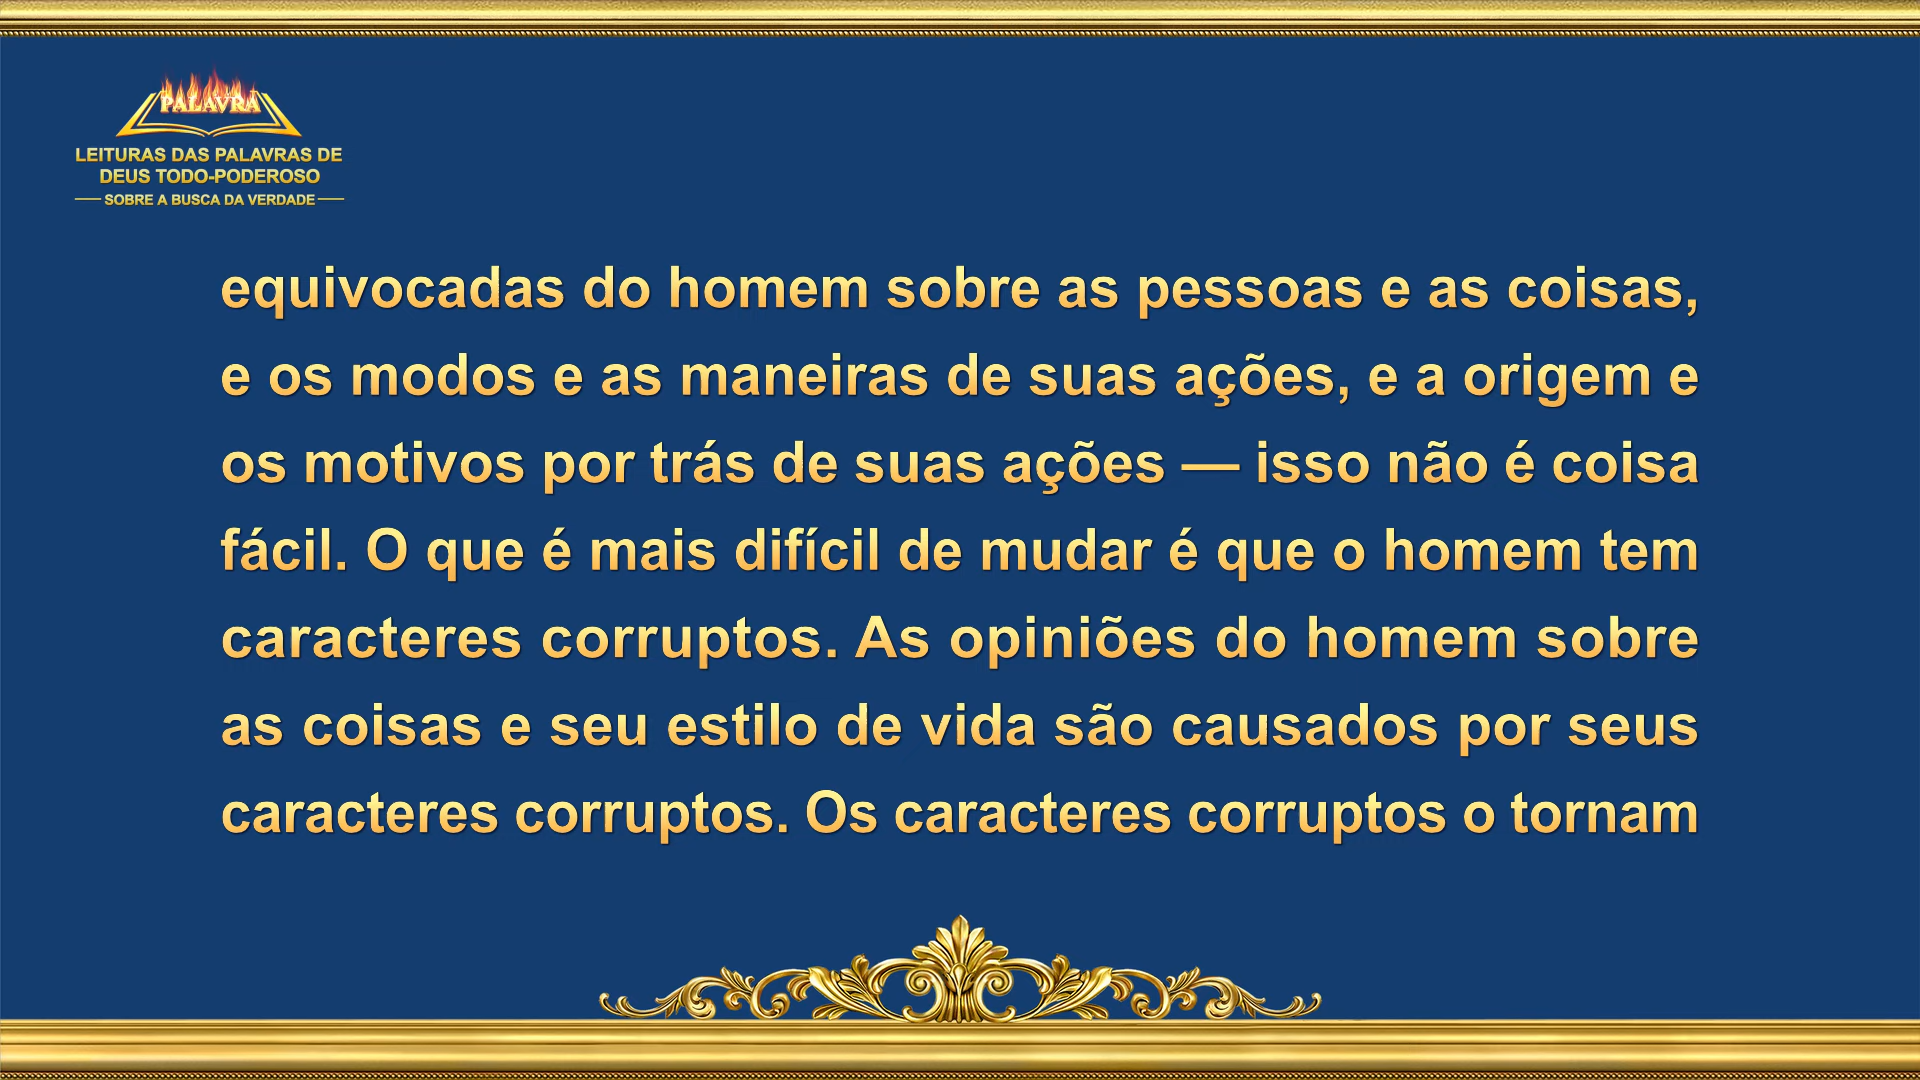 PALAVRA
LEITURAS DAS PALAVRAS DE
DEUS TODO-PODEROSO
SOBRE A BUSCA DA VERDADE
equivocadas do homem sobre as pessoas e as coisas,
e os modos e as maneiras de suas ações, e a origem e
os motivos por trás de suas ações — isso não é coisa
fácil. O que é mais difícil de mudar é que o homem tem
caracteres corruptos. As opiniões do homem sobre
as coisas e seu estilo de vida são causados por seus
caracteres corruptos. Os caracteres corruptos o tornam